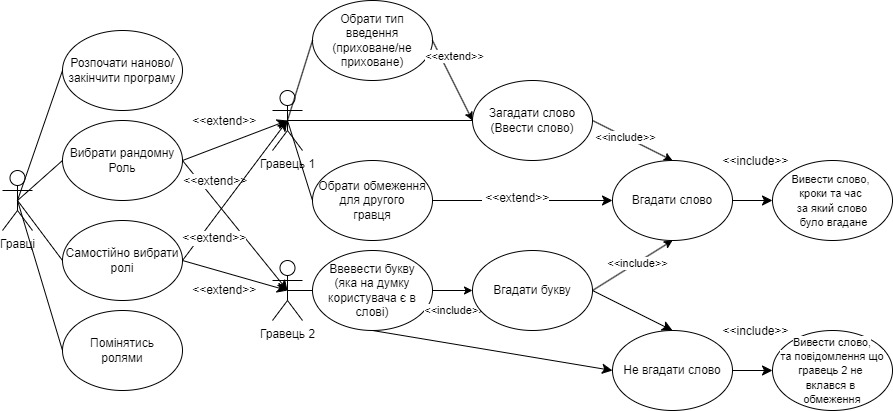 Обрати тип
введення
(приховане/не
приховане)
Розпочати наново/
закінчити програму
<<extend>>
Загадати слово
(Ввести слово)
<<extend>>
<<include>>
Вибрати рандомну
Роль
Гравець 1
<<include>>
<<extend>>
Обрати обмеження
для другого
гравця
<<extend>>
Вгадати слово
Вивести слово,
кроки та час
за який слово
було вгадане
Гравці
Самостійно вибрати
ролі
<<extend>>
<<extend>>
Гравець 2
Ввевести букву
(яка на думку
користувача є в
слові)
<<include>>
Вгадати букву
<<include>>
Помінятись
ролями
Не вгадати слово
<<include>>
Вивести слово,
та повідомлення що
гравець 2 не
вклався в
обмеження